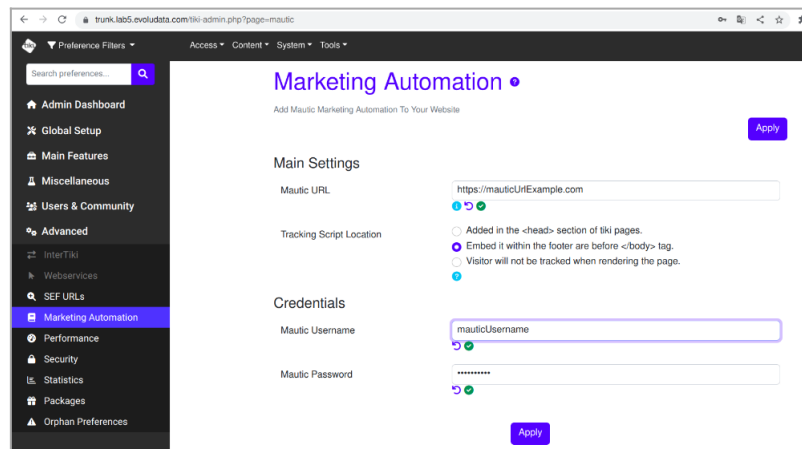 trunk.lab5.evoludata.com/tiki-admin.php?page=mautic
tiki
Preference Filters
Access Content System Tools
Search preferences...
Marketing Automation
Admin Dashboard
Add Mautic Marketing Automation To Your Website
Apply
Global Setup
Main Features
Main Settings
Miscellaneous
Mautic URL
https://mauticUrlExample.com
Users & Community
Advanced
Tracking Script Location
Added in the <head> section of tiki pages.
Embed it within the footer are before </body> tag.
Visitor will not be tracked when rendering the page.
InterTiki
Webservices
SEF URLs
Credentials
Marketing Automation
Mautic Username
mauticUsername
Performance
Security
Mautic Password
••••••••••
Statistics
Packages
Orphan Preferences
Apply